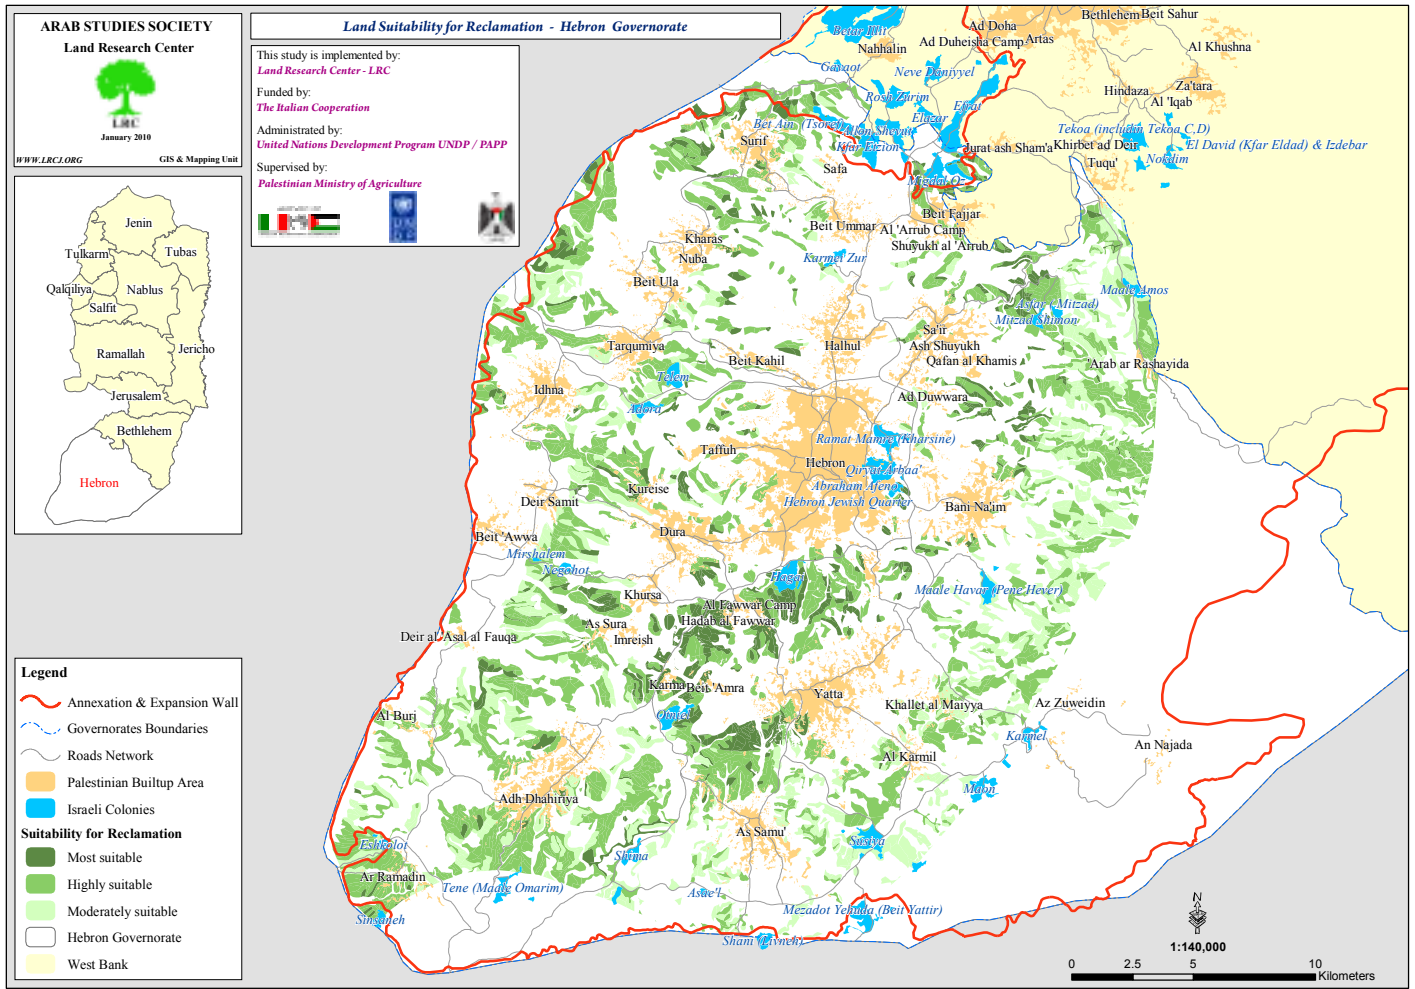 ARAB STUDIES SOCIETY
Land Research Center
LRC
January 2010
WWW.LRCJ.ORG
GIS & Mapping Unit
Land Suitability for Reclamation - Hebron Governorate
This study is implemented by:
Land Research Center - LRC
Funded by:
The Italian Cooperation
Administrated by:
United Nations Development Program UNDP / PAPP
Supervised by:
Palestinian Ministry of Agriculture
Jenin
Tulkarm
Tubas
Qalqiliya
Nablus
Salfit
Ramallah
Jericho
Jerusalem
Bethlehem
Hebron
Legend
Annexation & Expansion Wall
Governorates Boundaries
Roads Network
Palestinian Builtup Area
Israeli Colonies
Suitability for Reclamation
Most suitable
Highly suitable
Moderately suitable
Hebron Governorate
West Bank
Betar Illit
Nahhalin
Ad Doha
Ad Duheisha Camp
Artas
Bethlehem
Beit Sahur
Al Khushna
Gavaot
Neve Daniyyel
Rosh Zurim
Efrat
Hindaza
Za'tara
Al 'Iqab
Bet Ain (Tsoref)
Allon Shevut
Elazar
Kfar Etzion
Tekoa (includin Tekoa C,D)
El David (Kfar Eldad) & Izdebar
Nokdim
Surif
Safa
Jurat ash Sham'a
Khirbet ad Deir
Tuqu'
Migdal Oz
Beit Fajjar
Beit Ummar
Al 'Arrub Camp
Shuyukh al 'Arrub
Kharas
Nuba
Karmei Zur
Beit Ula
Maale Amos
Asfar (Mitzad)
Mitzad Shimon
Sa'ir
Ash Shuyukh
Qafan al Khamis
Tarqumiya
Beit Kahil
Halhul
'Arab ar Rashayida
Telem
Idhna
Adora
Ad Duwwara
Taffuh
Ramat Mamre (Kharsine)
Hebron
Qiryat Arbaa'
Abraham Afeno
Hebron Jewish Quarter
Kureise
Deir Samit
Bani Na'im
Dura
Beit 'Awwa
Mirshalem
Negohot
Hagai
Maale Havar (Pene Hever)
Khursa
Al Fawwar Camp
Hadab al Fawwar
As Sura
Imreish
Deir al 'Asal al Fauqa
Karma
Beit 'Amra
Yatta
Otniel
Khallet al Maiyya
Az Zuweidin
Al Burj
Karmel
An Najada
Al Karmil
Maon
Adh Dhahiriya
As Samu'
Susiya
Eshkolot
Shima
Ar Ramadin
Tene (Maale Omarim)
Asae'l
Sinsaneh
Mezadot Yehuda (Beit Yattir)
Shani (Livneh)
N
1:140,000
0 2.5 5 10
Kilometers